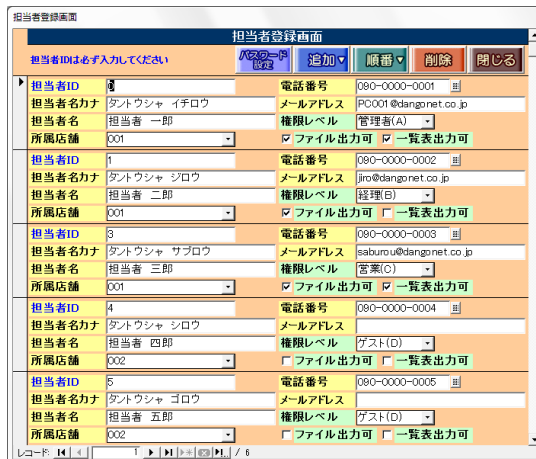 担当者登録画面
担当者登録画面
担当者IDは必ず入力してください
パスワード設定 追加▼ 順番▼ 削除 閉じる
担当者ID 0 電話番号 090-0000-0001
担当者名カナ タントウシャ イチロウ メールアドレス PC001@dangonet.co.jp
担当者名 担当者 一郎 権限レベル 管理者(A)
所属店舗 001 ファイル出力可 一覧表出力可
担当者ID 1 電話番号 090-0000-0002
担当者名カナ タントウシャ ジロウ メールアドレス jiro@dangonet.co.jp
担当者名 担当者 二郎 権限レベル 経理(B)
所属店舗 001 ファイル出力可 一覧表出力可
担当者ID 3 電話番号 090-0000-0003
担当者名カナ タントウシャ サブロウ メールアドレス saburou@dangonet.co.jp
担当者名 担当者 三郎 権限レベル 営業(C)
所属店舗 001 ファイル出力可 一覧表出力可
担当者ID 4 電話番号 090-0000-0004
担当者名カナ タントウシャ シロウ メールアドレス
担当者名 担当者 四郎 権限レベル ゲスト(D)
所属店舗 002 ファイル出力可 一覧表出力可
担当者ID 5 電話番号 090-0000-0005
担当者名カナ タントウシャ ゴロウ メールアドレス
担当者名 担当者 五郎 権限レベル ゲスト(D)
所属店舗 002 ファイル出力可 一覧表出力可
レコード: 1 / 6